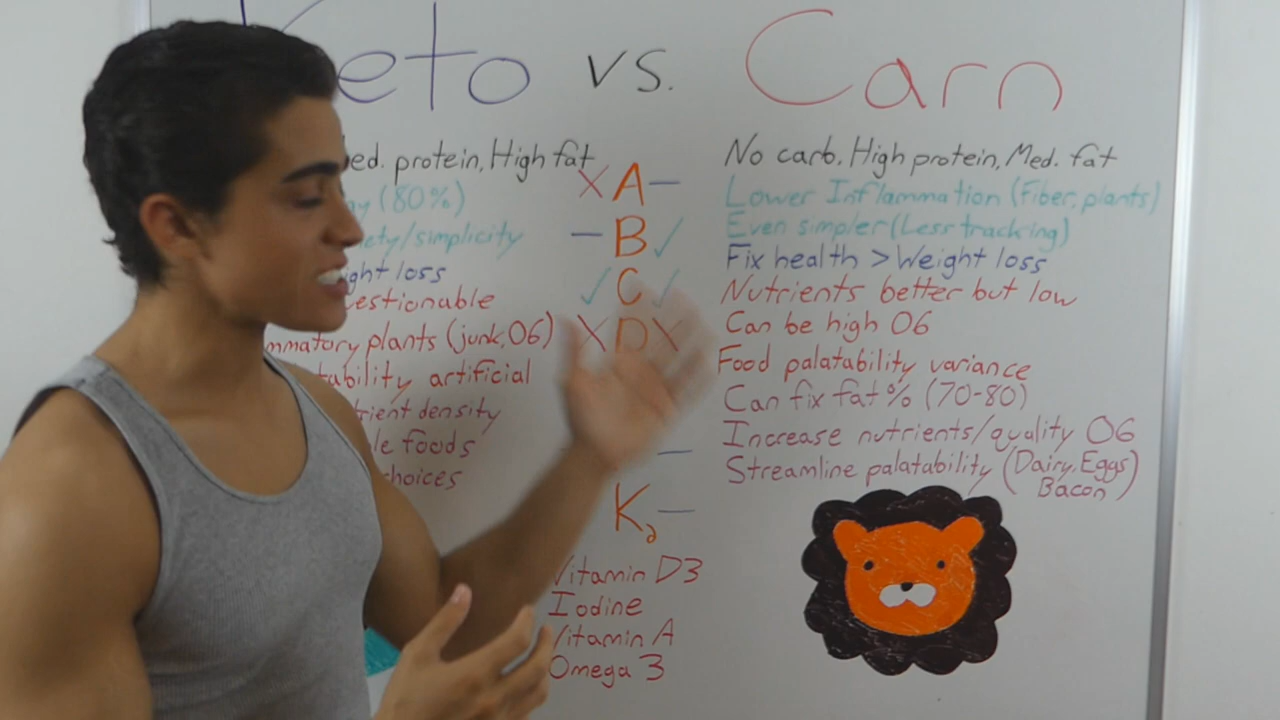 Keto vs. Carn
ed. protein, High fat
(80%)
ety/simplicity
ght loss
estionable
mmatory plants (junk, O6)
tability artificial
rient density
le foods
choices
X A —
— B ✓
✓ C ✓
X D X
—
K2 —
Vitamin D3
Iodine
Vitamin A
Omega 3
No carb. High protein, Med. fat
Lower Inflammation (Fiber, plants)
Even simpler (Less tracking)
Fix health > Weight loss
Nutrients better but low
Can be high O6
Food palatability variance
Can fix fat % (70-80)
Increase nutrients/quality O6
Streamline palatability (Dairy, Eggs)
Bacon